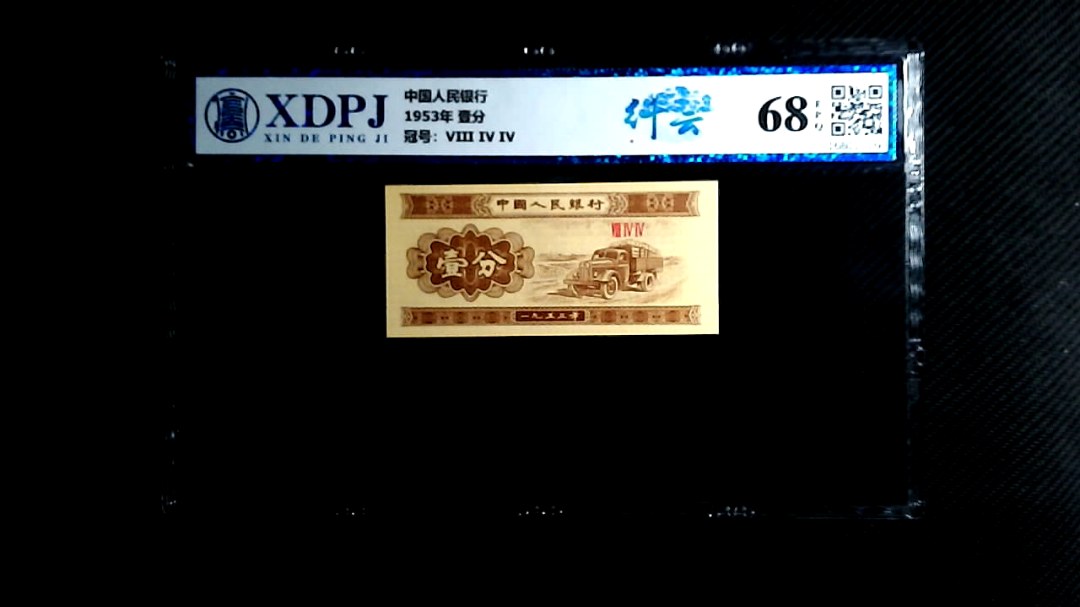 XDPJ
XIN DE PING JI
中国人民银行
1953年 壹分
冠号：VIII IV IV
68
中國人民銀行
VIII IV IV
壹分
一九五三年